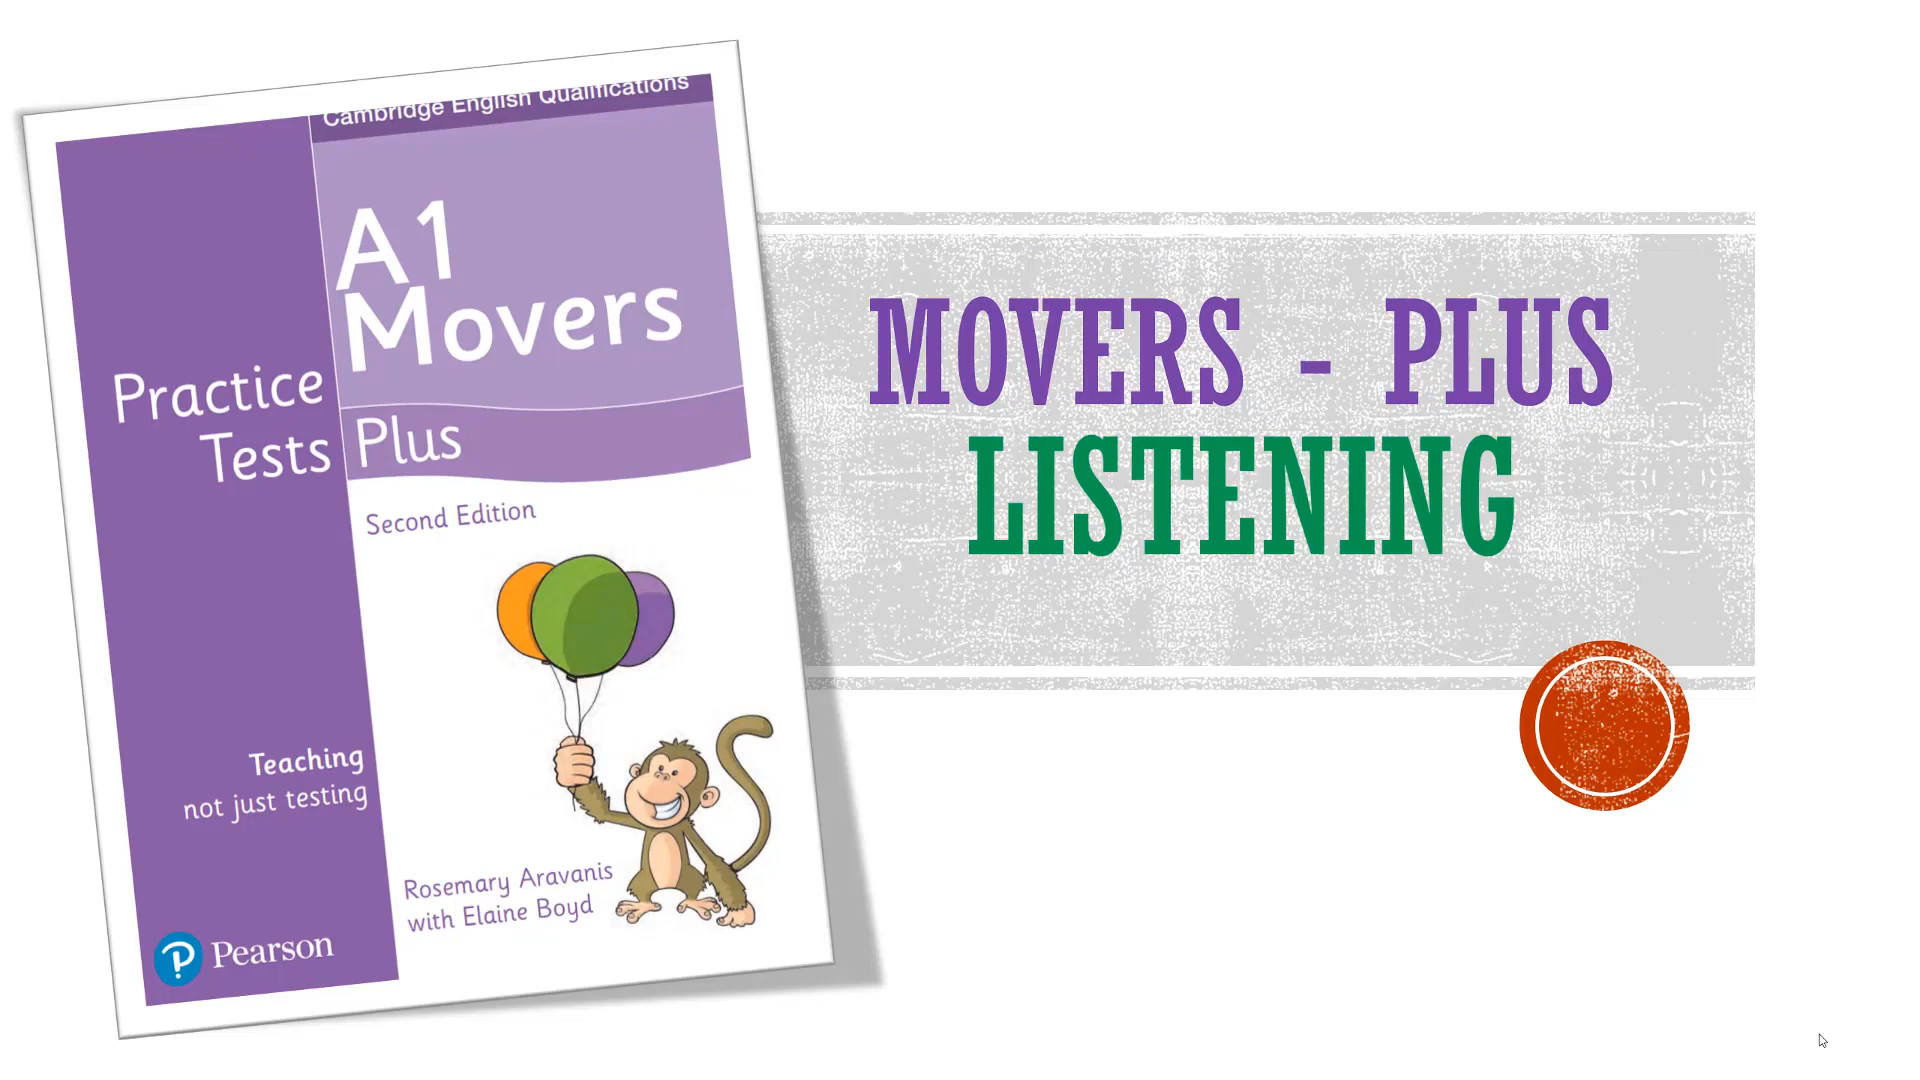 Cambridge English Qualifications
A1
Movers
Practice
Tests
Plus
Second Edition
Teaching
not just testing
Rosemary Aravanis
with Elaine Boyd
Pearson
MOVERS - PLUS
LISTENING